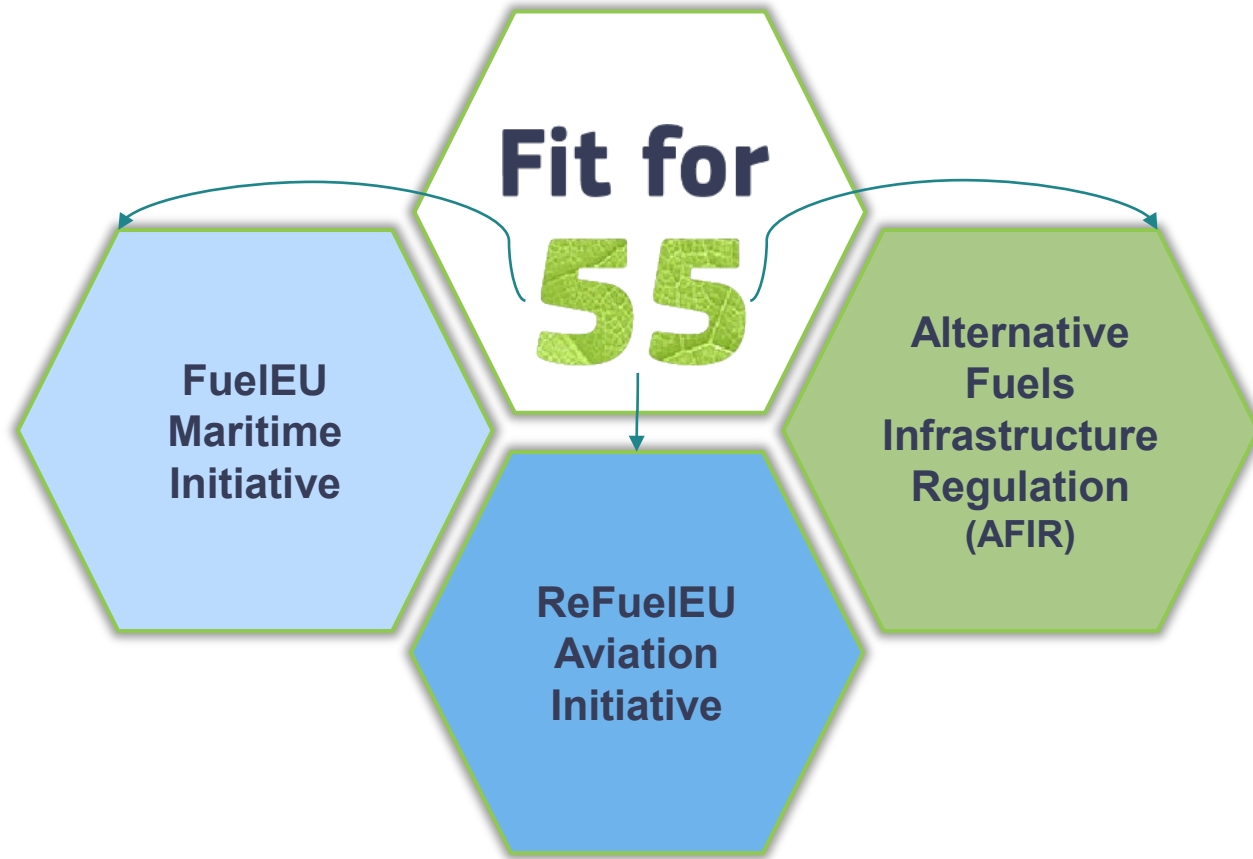 Fit for
55
FuelEU
Maritime
Initiative
Alternative
Fuels
Infrastructure
Regulation
(AFIR)
ReFuelEU
Aviation
Initiative